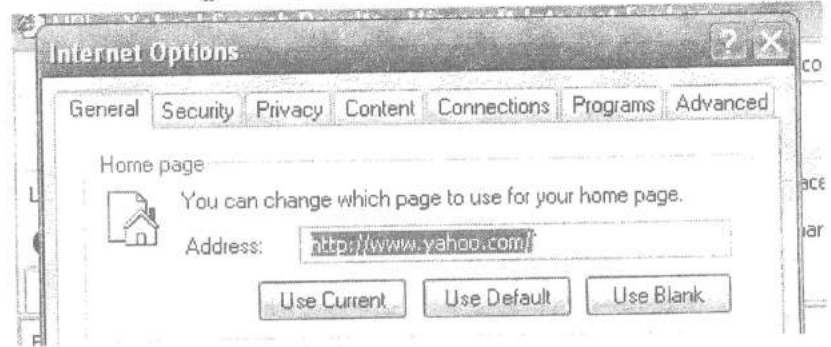 Internet Options
General Security Privacy Content Connections Programs Advanced
Home page
You can change which page to use for your home page.
Address: http://www.yahoo.com/
Use Current Use Default Use Blank